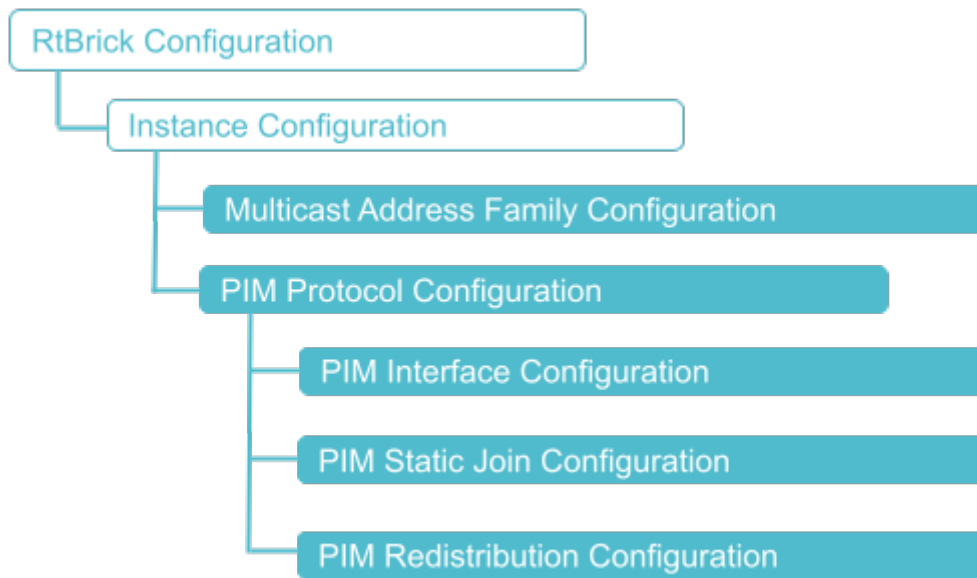 RtBrick Configuration
Instance Configuration
Multicast Address Family Configuration
PIM Protocol Configuration
PIM Interface Configuration
PIM Static Join Configuration
PIM Redistribution Configuration